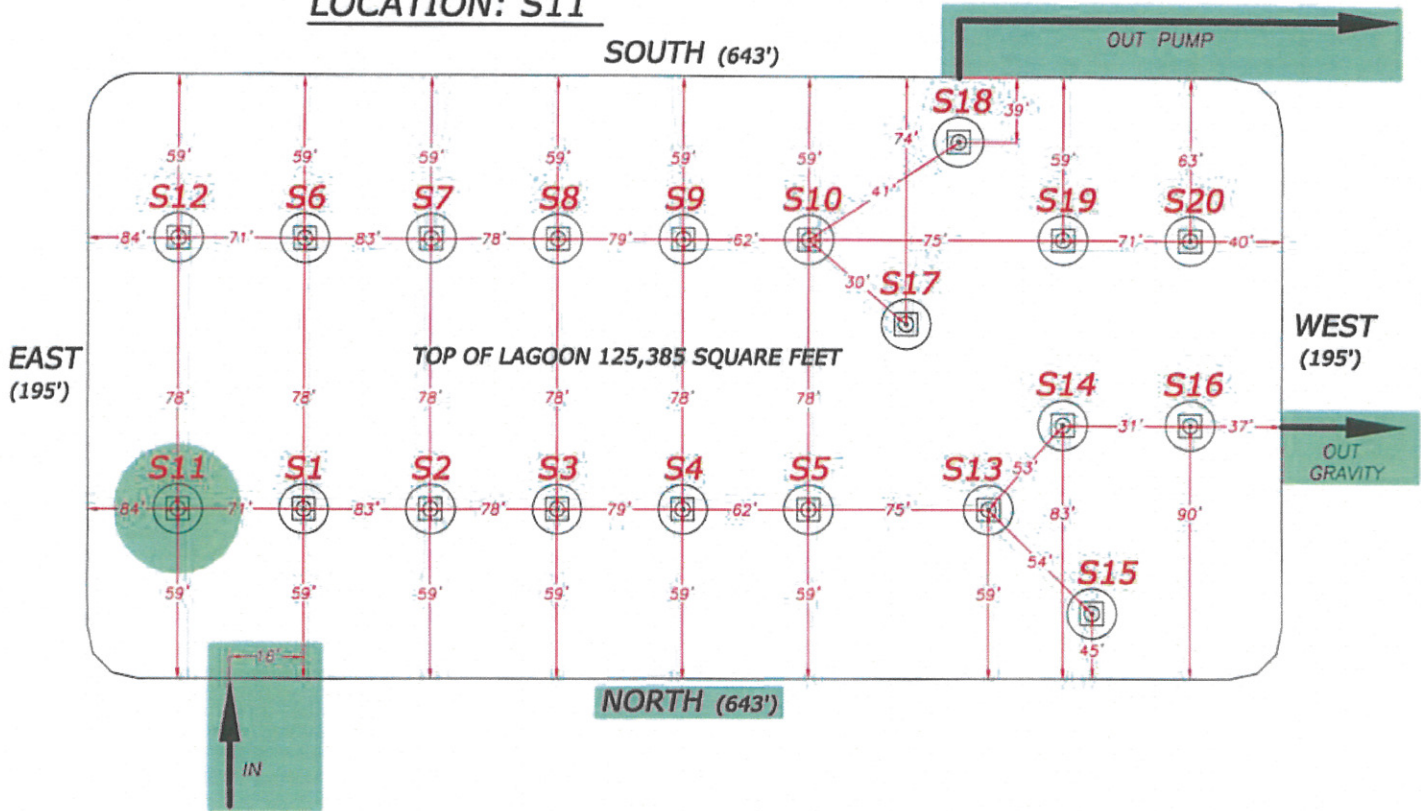 LOCATION: S11
OUT PUMP
SOUTH (643')
S18
39'
74'
59' 59' 59' 59' 59' 59' 59' 63'
41'
S12 S6 S7 S8 S9 S10 S19 S20
84' 71' 83' 78' 79' 62' 75' 71' 40'
30'
S17
EAST
(195')
WEST
(195')
TOP OF LAGOON 125,385 SQUARE FEET
S14 S16
78' 78' 78' 78' 78' 78'
31' 37'
OUT
GRAVITY
S11 S1 S2 S3 S4 S5 S13
53'
84' 71' 83' 78' 79' 62' 75' 83' 90'
54'
S15
59' 59' 59' 59' 59' 59' 59'
45'
16'
NORTH (643')
IN